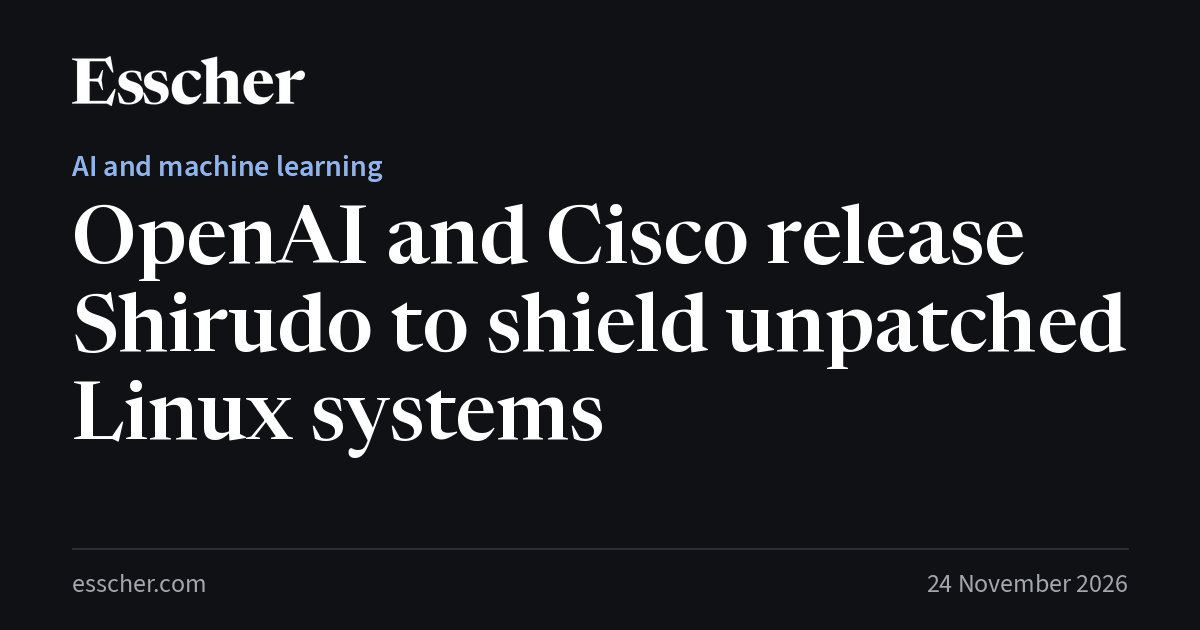 Esscher
AI and machine learning
OpenAI and Cisco release
Shirudo to shield unpatched
Linux systems
esscher.com
24 November 2026